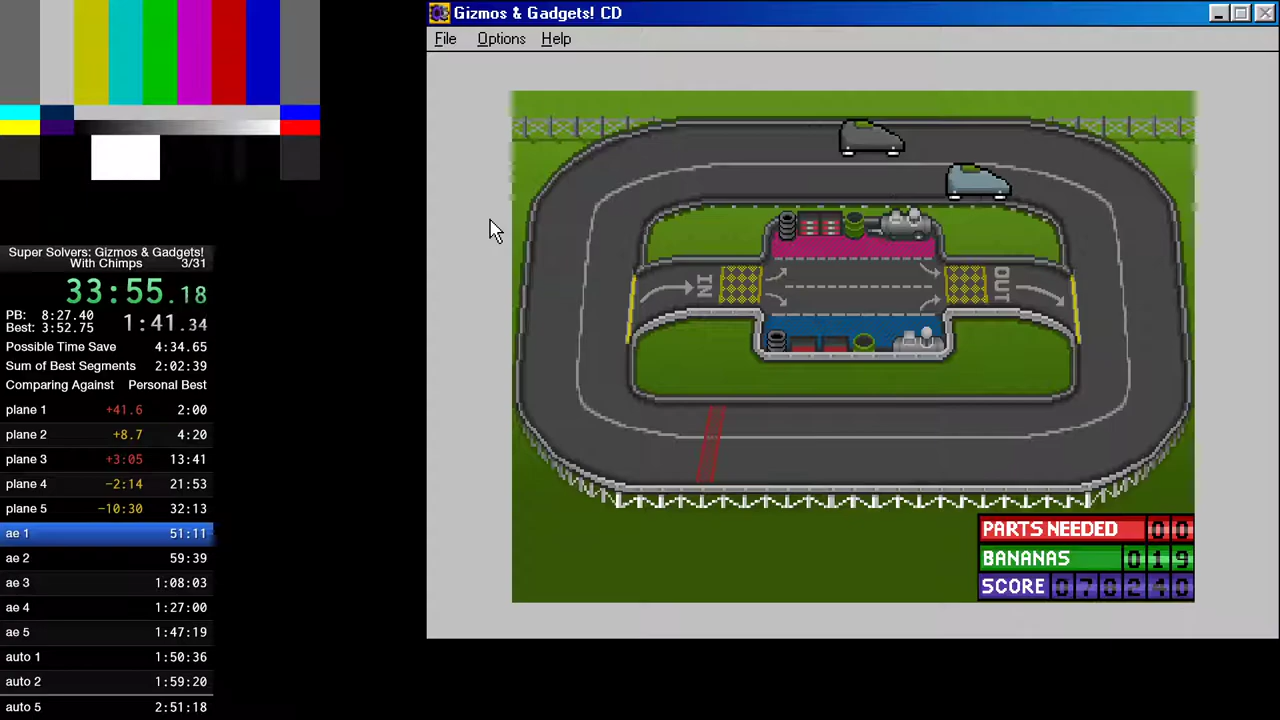 Super Solvers: Gizmos & Gadgets!
With Chimps 3/31
33:55.18
PB: 8:27.40
Best: 3:52.75
1:41.34
Possible Time Save 4:34.65
Sum of Best Segments 2:02:39
Comparing Against Personal Best
plane 1 +41.6 2:00
plane 2 +8.7 4:20
plane 3 +3:05 13:41
plane 4 −2:14 21:53
plane 5 −10:30 32:13
ae 1 51:11
ae 2 59:39
ae 3 1:08:03
ae 4 1:27:00
ae 5 1:47:19
auto 1 1:50:36
auto 2 1:59:20
auto 5 2:51:18
Gizmos & Gadgets! CD
File Options Help
IN
OUT
PARTS NEEDED 00
BANANAS 019
SCORE 070240